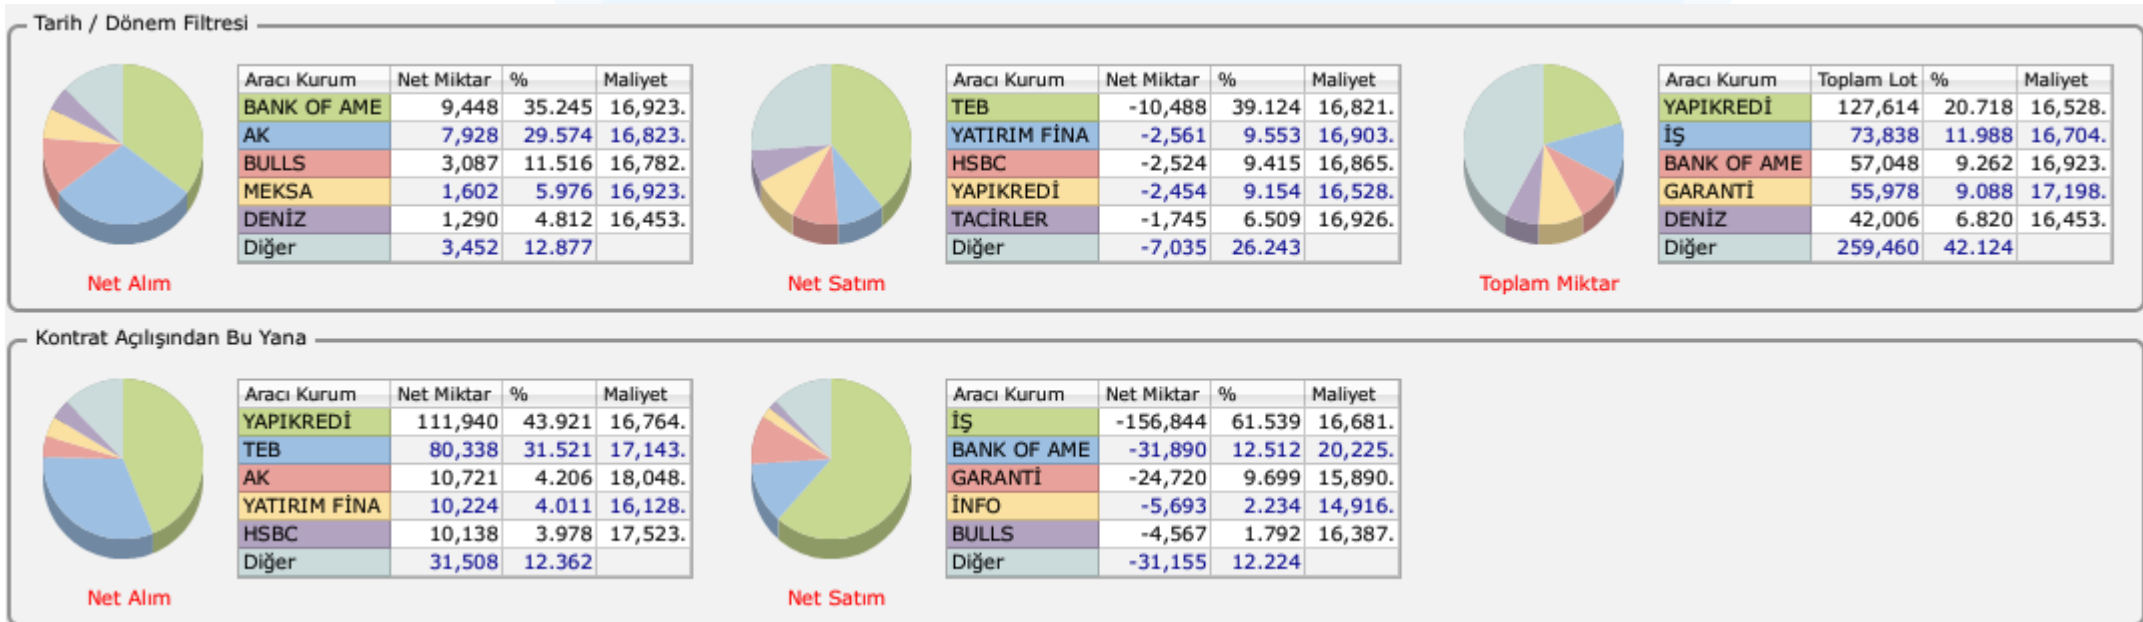 Tarih / Dönem Filtresi
Aracı Kurum Net Miktar % Maliyet
BANK OF AME 9,448 35.245 16,923.
AK 7,928 29.574 16,823.
BULLS 3,087 11.516 16,782.
MEKSA 1,602 5.976 16,923.
DENİZ 1,290 4.812 16,453.
Diğer 3,452 12.877
Net Alım
Aracı Kurum Net Miktar % Maliyet
TEB -10,488 39.124 16,821.
YATIRIM FİNA -2,561 9.553 16,903.
HSBC -2,524 9.415 16,865.
YAPIKREDİ -2,454 9.154 16,528.
TACİRLER -1,745 6.509 16,926.
Diğer -7,035 26.243
Net Satım
Aracı Kurum Toplam Lot % Maliyet
YAPIKREDİ 127,614 20.718 16,528.
İŞ 73,838 11.988 16,704.
BANK OF AME 57,048 9.262 16,923.
GARANTİ 55,978 9.088 17,198.
DENİZ 42,006 6.820 16,453.
Diğer 259,460 42.124
Toplam Miktar
Kontrat Açılışından Bu Yana
Aracı Kurum Net Miktar % Maliyet
YAPIKREDİ 111,940 43.921 16,764.
TEB 80,338 31.521 17,143.
AK 10,721 4.206 18,048.
YATIRIM FİNA 10,224 4.011 16,128.
HSBC 10,138 3.978 17,523.
Diğer 31,508 12.362
Net Alım
Aracı Kurum Net Miktar % Maliyet
İŞ -156,844 61.539 16,681.
BANK OF AME -31,890 12.512 20,225.
GARANTİ -24,720 9.699 15,890.
İNFO -5,693 2.234 14,916.
BULLS -4,567 1.792 16,387.
Diğer -31,155 12.224
Net Satım